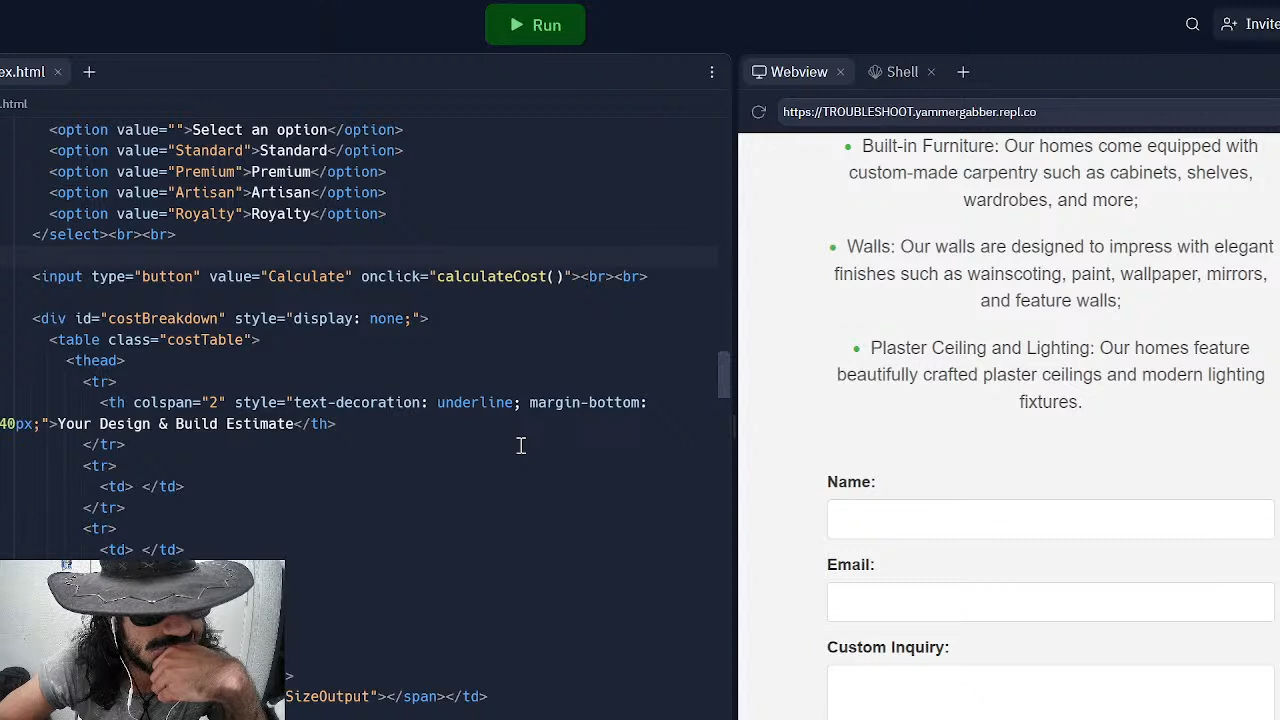 Run
Invite
ex.html
Webview
Shell
.html
https://TROUBLESHOOT.yammergabber.repl.co
<option value="">Select an option</option>
<option value="Standard">Standard</option>
<option value="Premium">Premium</option>
<option value="Artisan">Artisan</option>
<option value="Royalty">Royalty</option>
</select><br><br>
<input type="button" value="Calculate" onclick="calculateCost()"><br><br>
<div id="costBreakdown" style="display: none;">
<table class="costTable">
<thead>
<tr>
<th colspan="2" style="text-decoration: underline; margin-bottom:
40px;">Your Design & Build Estimate</th>
</tr>
<tr>
<td> </td>
</tr>
<tr>
<td> </td>
>
SizeOutput"></span></td>
• Built-in Furniture: Our homes come equipped with
custom-made carpentry such as cabinets, shelves,
wardrobes, and more;
• Walls: Our walls are designed to impress with elegant
finishes such as wainscoting, paint, wallpaper, mirrors,
and feature walls;
• Plaster Ceiling and Lighting: Our homes feature
beautifully crafted plaster ceilings and modern lighting
fixtures.
Name:
Email:
Custom Inquiry: